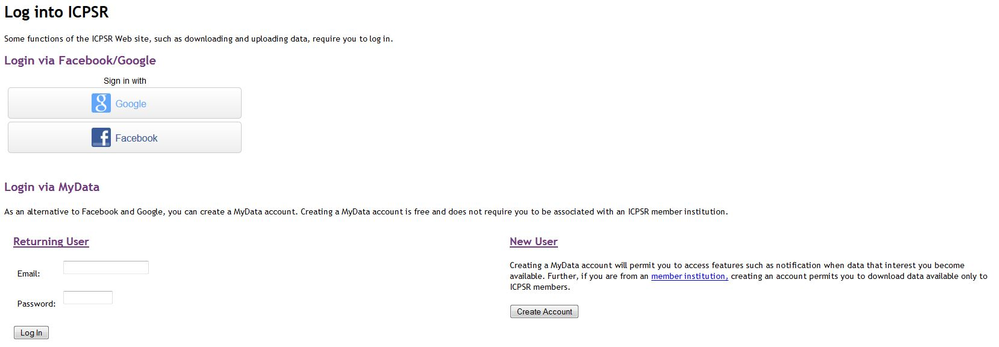 Log into ICPSR
Some functions of the ICPSR Web site, such as downloading and uploading data, require you to log in.
Login via Facebook/Google
Sign in with
g Google
f Facebook
Login via MyData
As an alternative to Facebook and Google, you can create a MyData account. Creating a MyData account is free and does not require you to be associated with an ICPSR member institution.
Returning User
Email:
Password:
Log In
New User
Creating a MyData account will permit you to access features such as notification when data that interest you become
available. Further, if you are from an member institution, creating an account permits you to download data available only to
ICPSR members.
Create Account